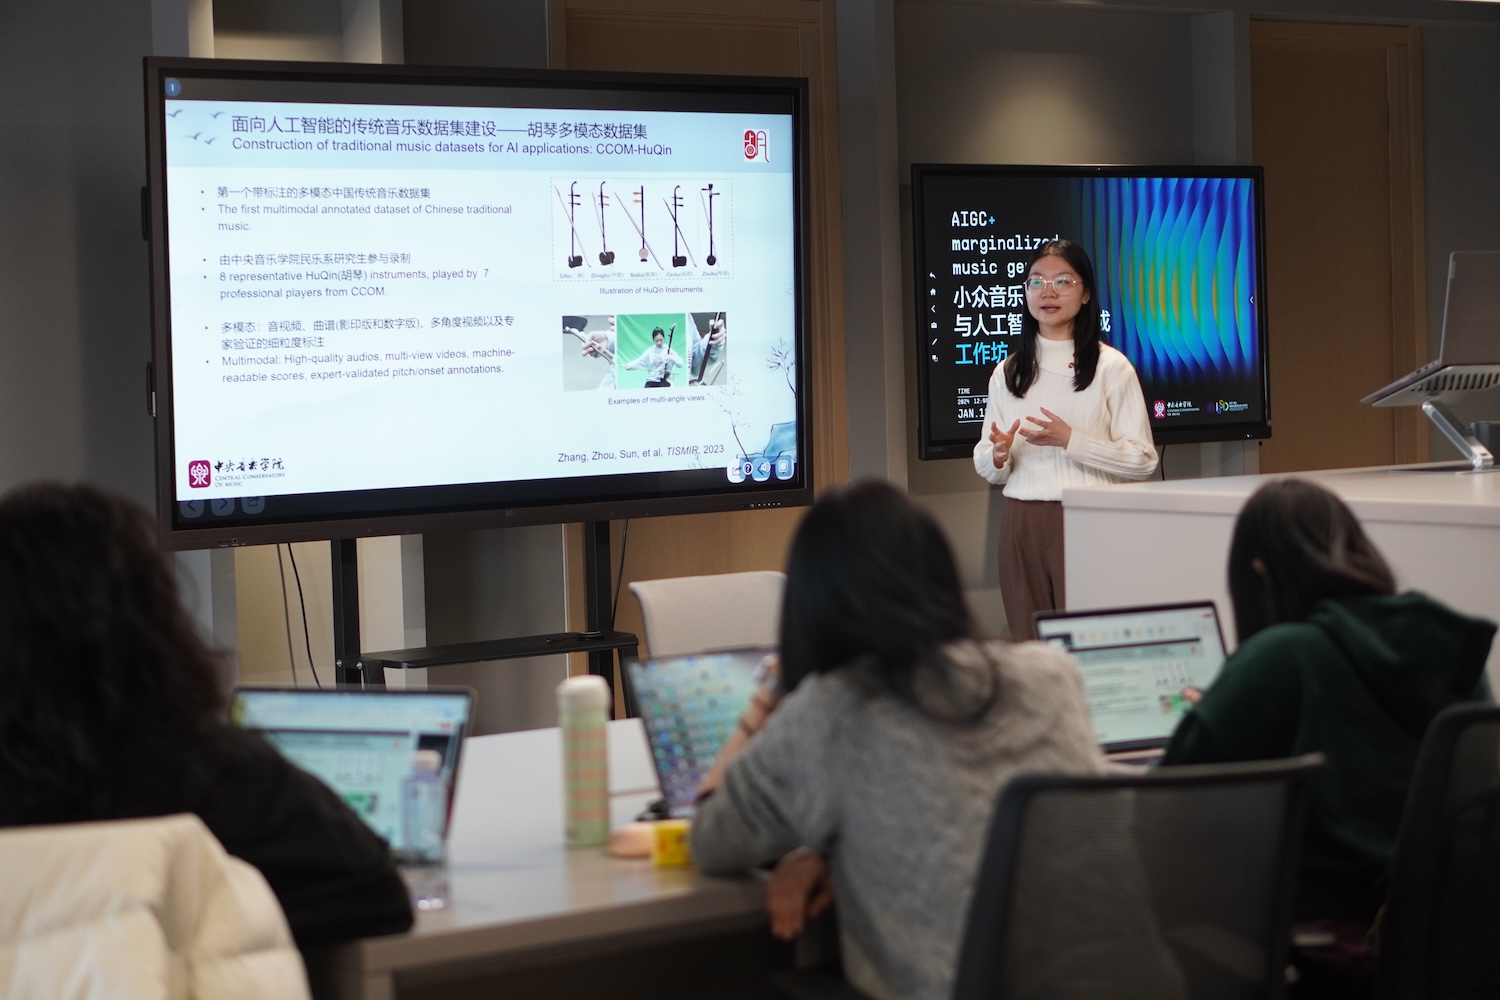 面向人工智能的传统音乐数据集建设——胡琴多模态数据集
Construction of traditional music datasets for AI applications: CCOM-HuQin
• 第一个带标注的多模态中国传统音乐数据集
• The first multimodal annotated dataset of Chinese traditional
music.
• 由中央音乐学院民乐系研究生参与录制
• 8 representative HuQin(胡琴) instruments, played by 7
professional players from CCOM.
• 多模态：音视频、曲谱(影印版和数字版)、多角度视频以及专
家验证的细粒度标注
• Multimodal: High-quality audios, multi-view videos, machine-
readable scores, expert-validated pitch/onset annotations.
Illustration of HuQin Instruments.
Examples of multi-angle views.
Zhang, Zhou, Sun, et al, TISMIR, 2023
中央音乐学院
CENTRAL CONSERVATORY
OF MUSIC
AIGC+
marginalized
music ge
小众音乐
与人工智 成
工作坊
TIME
JAN.1
中央音乐学院